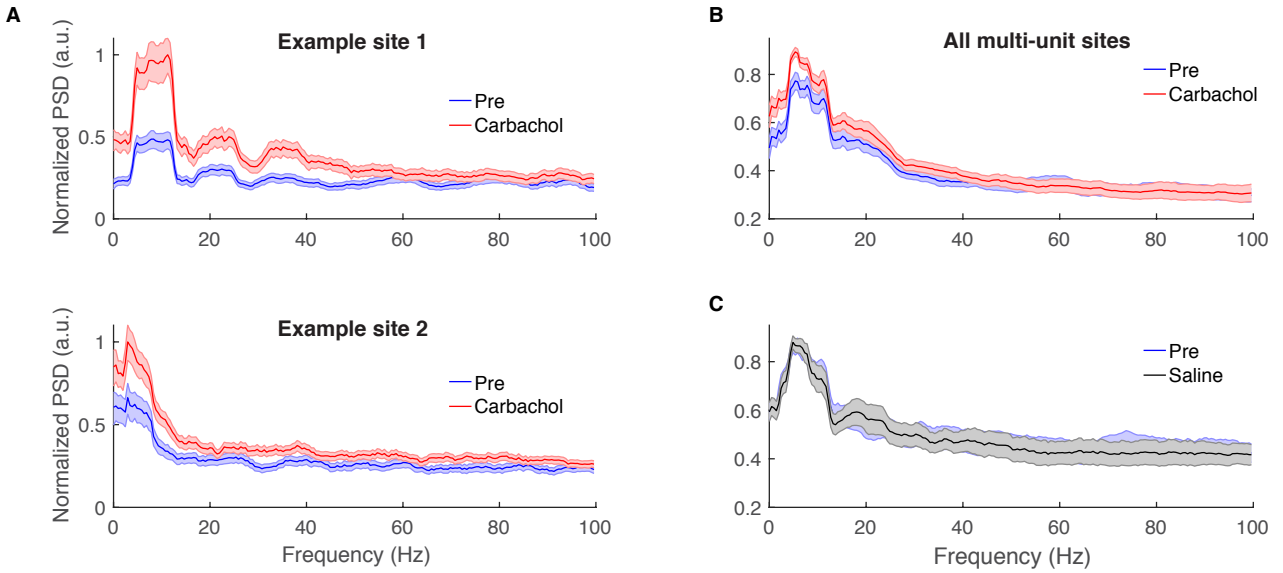 A
Example site 1
Normalized PSD (a.u.)
1
0.5
0
Pre
Carbachol
0 20 40 60 80 100
Example site 2
Normalized PSD (a.u.)
1
0.5
0
Pre
Carbachol
0 20 40 60 80 100
Frequency (Hz)
B
All multi-unit sites
0.8
0.6
0.4
0.2
Pre
Carbachol
0 20 40 60 80 100
C
0.8
0.6
0.4
0.2
Pre
Saline
0 20 40 60 80 100
Frequency (Hz)